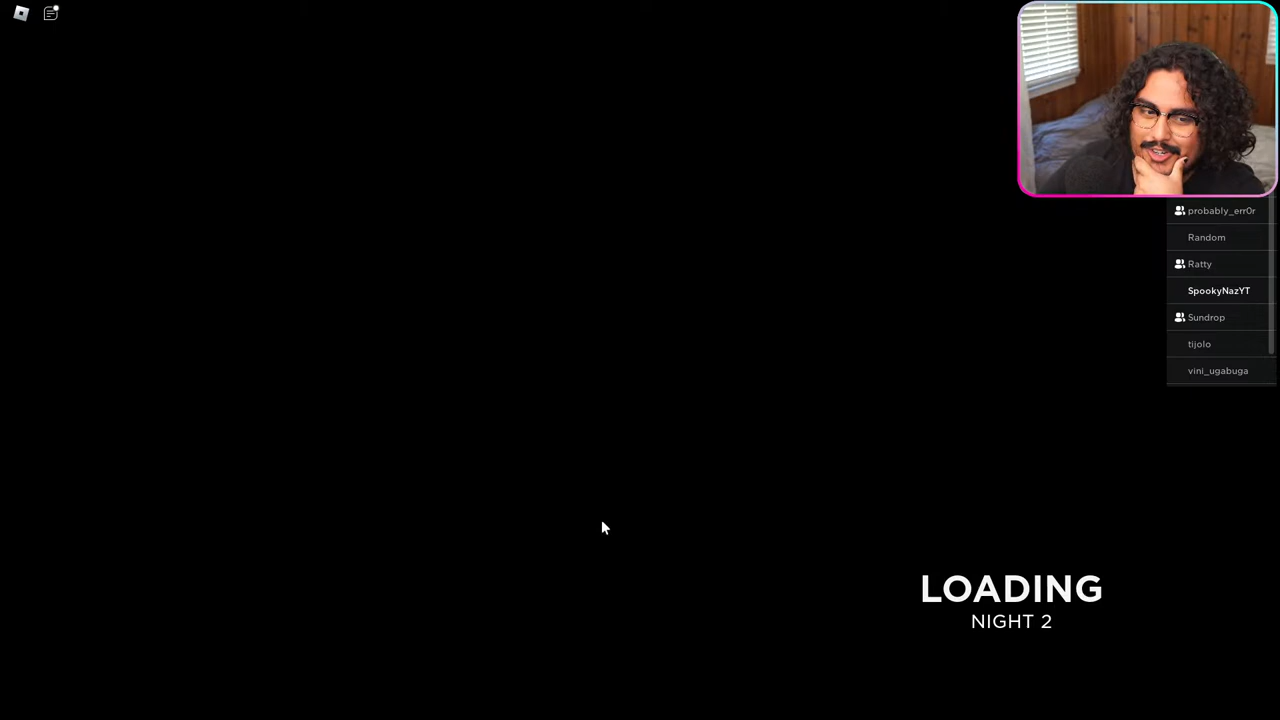 probably_err0r
Random
Ratty
SpookyNazYT
Sundrop
tijolo
vini_ugabuga
LOADING
NIGHT 2